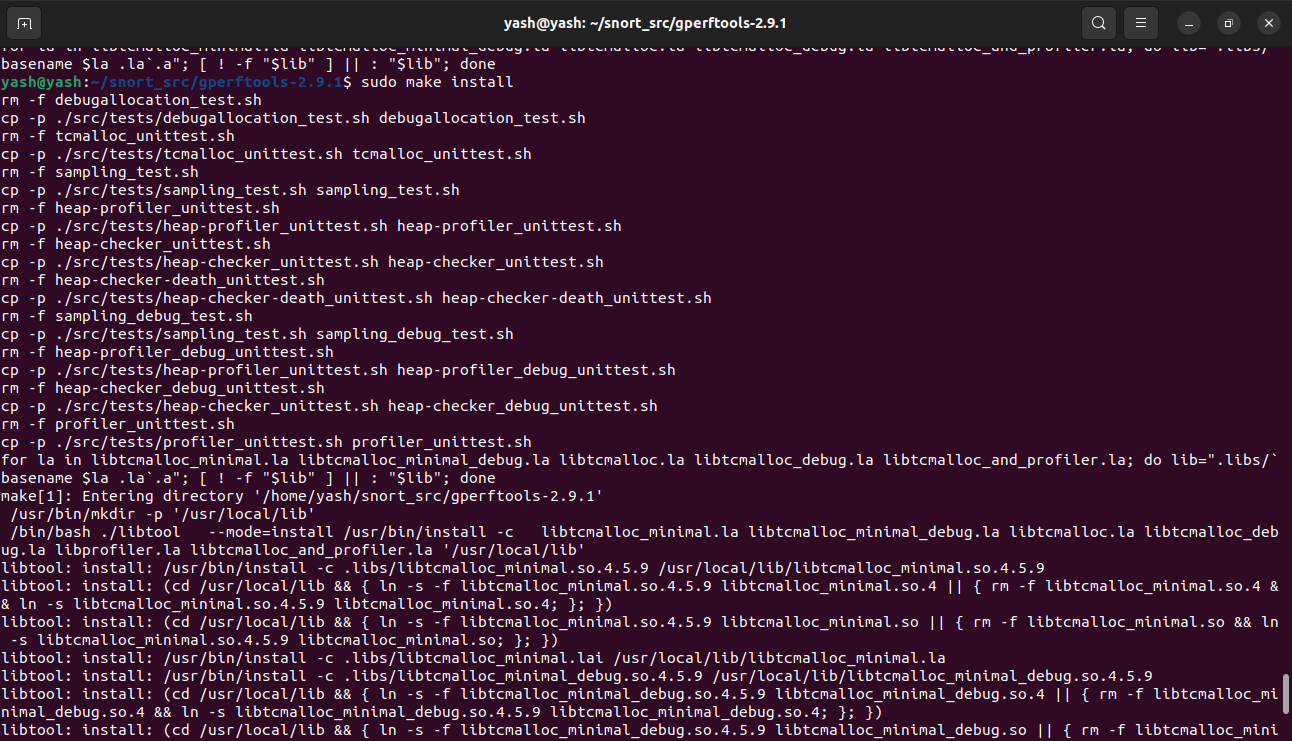 yash@yash: ~/snort_src/gperftools-2.9.1
for la in libtcmalloc_minimal.la libtcmalloc_minimal_debug.la libtcmalloc.la libtcmalloc_debug.la libtcmalloc_and_profiler.la; do lib=".libs/`
basename $la .la`.a"; [ ! -f "$lib" ] || : "$lib"; done
yash@yash:~/snort_src/gperftools-2.9.1$ sudo make install
rm -f debugallocation_test.sh
cp -p ./src/tests/debugallocation_test.sh debugallocation_test.sh
rm -f tcmalloc_unittest.sh
cp -p ./src/tests/tcmalloc_unittest.sh tcmalloc_unittest.sh
rm -f sampling_test.sh
cp -p ./src/tests/sampling_test.sh sampling_test.sh
rm -f heap-profiler_unittest.sh
cp -p ./src/tests/heap-profiler_unittest.sh heap-profiler_unittest.sh
rm -f heap-checker_unittest.sh
cp -p ./src/tests/heap-checker_unittest.sh heap-checker_unittest.sh
rm -f heap-checker-death_unittest.sh
cp -p ./src/tests/heap-checker-death_unittest.sh heap-checker-death_unittest.sh
rm -f sampling_debug_test.sh
cp -p ./src/tests/sampling_test.sh sampling_debug_test.sh
rm -f heap-profiler_debug_unittest.sh
cp -p ./src/tests/heap-profiler_unittest.sh heap-profiler_debug_unittest.sh
rm -f heap-checker_debug_unittest.sh
cp -p ./src/tests/heap-checker_unittest.sh heap-checker_debug_unittest.sh
rm -f profiler_unittest.sh
cp -p ./src/tests/profiler_unittest.sh profiler_unittest.sh
for la in libtcmalloc_minimal.la libtcmalloc_minimal_debug.la libtcmalloc.la libtcmalloc_debug.la libtcmalloc_and_profiler.la; do lib=".libs/`
basename $la .la`.a"; [ ! -f "$lib" ] || : "$lib"; done
make[1]: Entering directory '/home/yash/snort_src/gperftools-2.9.1'
 /usr/bin/mkdir -p '/usr/local/lib'
 /bin/bash ./libtool   --mode=install /usr/bin/install -c   libtcmalloc_minimal.la libtcmalloc_minimal_debug.la libtcmalloc.la libtcmalloc_deb
ug.la libprofiler.la libtcmalloc_and_profiler.la '/usr/local/lib'
libtool: install: /usr/bin/install -c .libs/libtcmalloc_minimal.so.4.5.9 /usr/local/lib/libtcmalloc_minimal.so.4.5.9
libtool: install: (cd /usr/local/lib && { ln -s -f libtcmalloc_minimal.so.4.5.9 libtcmalloc_minimal.so.4 || { rm -f libtcmalloc_minimal.so.4 &
& ln -s libtcmalloc_minimal.so.4.5.9 libtcmalloc_minimal.so.4; }; })
libtool: install: (cd /usr/local/lib && { ln -s -f libtcmalloc_minimal.so.4.5.9 libtcmalloc_minimal.so || { rm -f libtcmalloc_minimal.so && ln
 -s libtcmalloc_minimal.so.4.5.9 libtcmalloc_minimal.so; }; })
libtool: install: /usr/bin/install -c .libs/libtcmalloc_minimal.lai /usr/local/lib/libtcmalloc_minimal.la
libtool: install: /usr/bin/install -c .libs/libtcmalloc_minimal_debug.so.4.5.9 /usr/local/lib/libtcmalloc_minimal_debug.so.4.5.9
libtool: install: (cd /usr/local/lib && { ln -s -f libtcmalloc_minimal_debug.so.4.5.9 libtcmalloc_minimal_debug.so.4 || { rm -f libtcmalloc_mi
nimal_debug.so.4 && ln -s libtcmalloc_minimal_debug.so.4.5.9 libtcmalloc_minimal_debug.so.4; }; })
libtool: install: (cd /usr/local/lib && { ln -s -f libtcmalloc_minimal_debug.so.4.5.9 libtcmalloc_minimal_debug.so || { rm -f libtcmalloc_mini